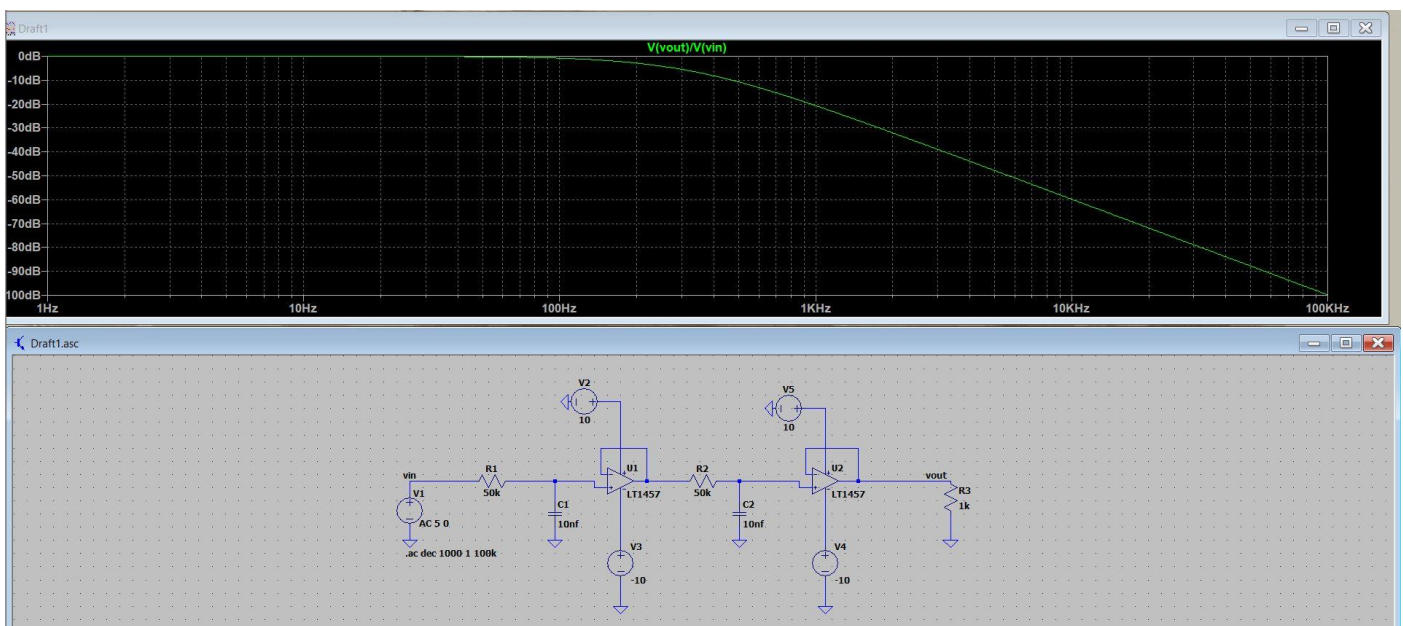 Draft1
V(vout)/V(vin)
0dB
-10dB
-20dB
-30dB
-40dB
-50dB
-60dB
-70dB
-80dB
-90dB
100dB
1Hz 10Hz 100Hz 1KHz 10KHz 100KHz
Draft1.asc
V2
10
V5
10
vin
R1
50k
U1
LT1457
R2
50k
U2
LT1457
vout
R3
1k
V1
AC 5 0
C1
10nf
C2
10nf
.ac dec 1000 1 100k
V3
-10
V4
-10